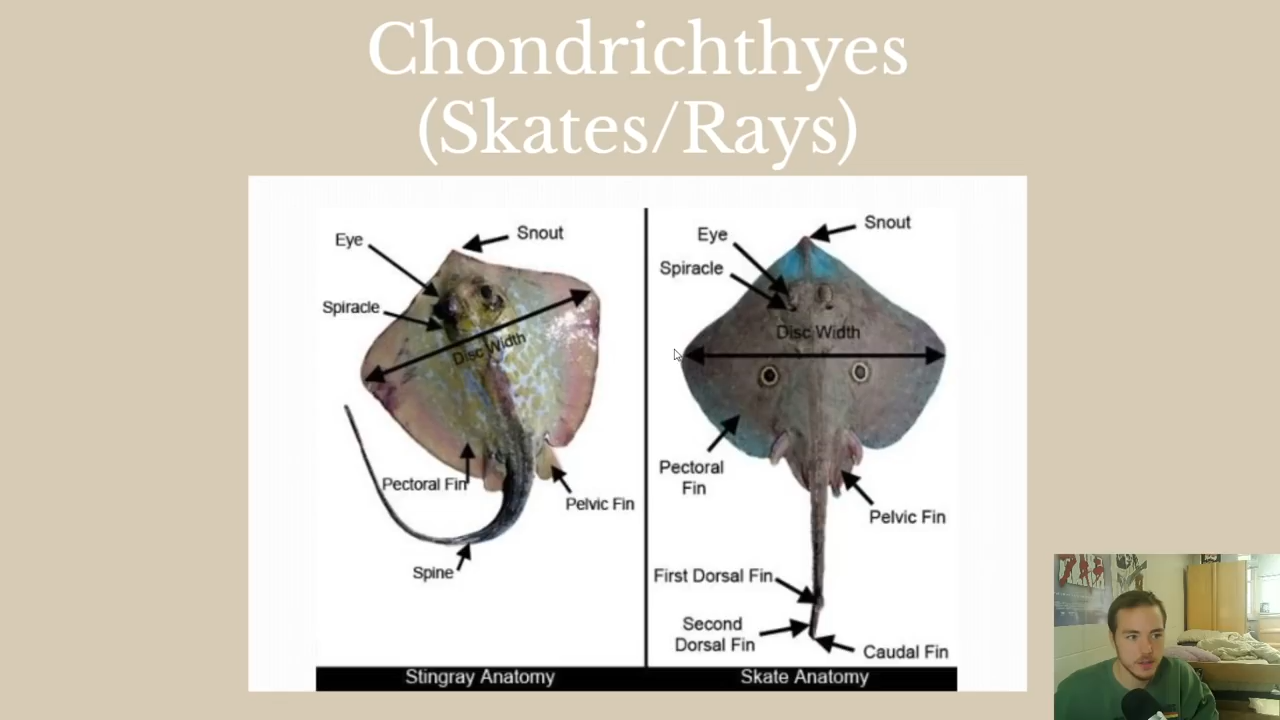 Chondrichthyes
(Skates/Rays)
Eye
Snout
Spiracle
Disc Width
Pectoral Fin
Pelvic Fin
Spine
Stingray Anatomy
Eye
Snout
Spiracle
Disc Width
Pectoral
Fin
Pelvic Fin
First Dorsal Fin
Second
Dorsal Fin
Caudal Fin
Skate Anatomy